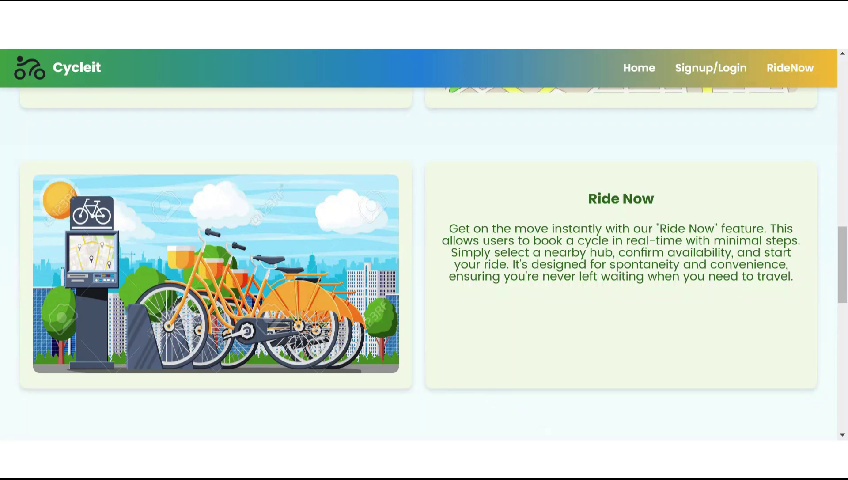 Cycleit
Home Signup/Login RideNow
Ride Now
Get on the move instantly with our 'Ride Now' feature. This
allows users to book a cycle in real-time with minimal steps.
Simply select a nearby hub, confirm availability, and start
your ride. It's designed for spontaneity and convenience,
ensuring you're never left waiting when you need to travel.